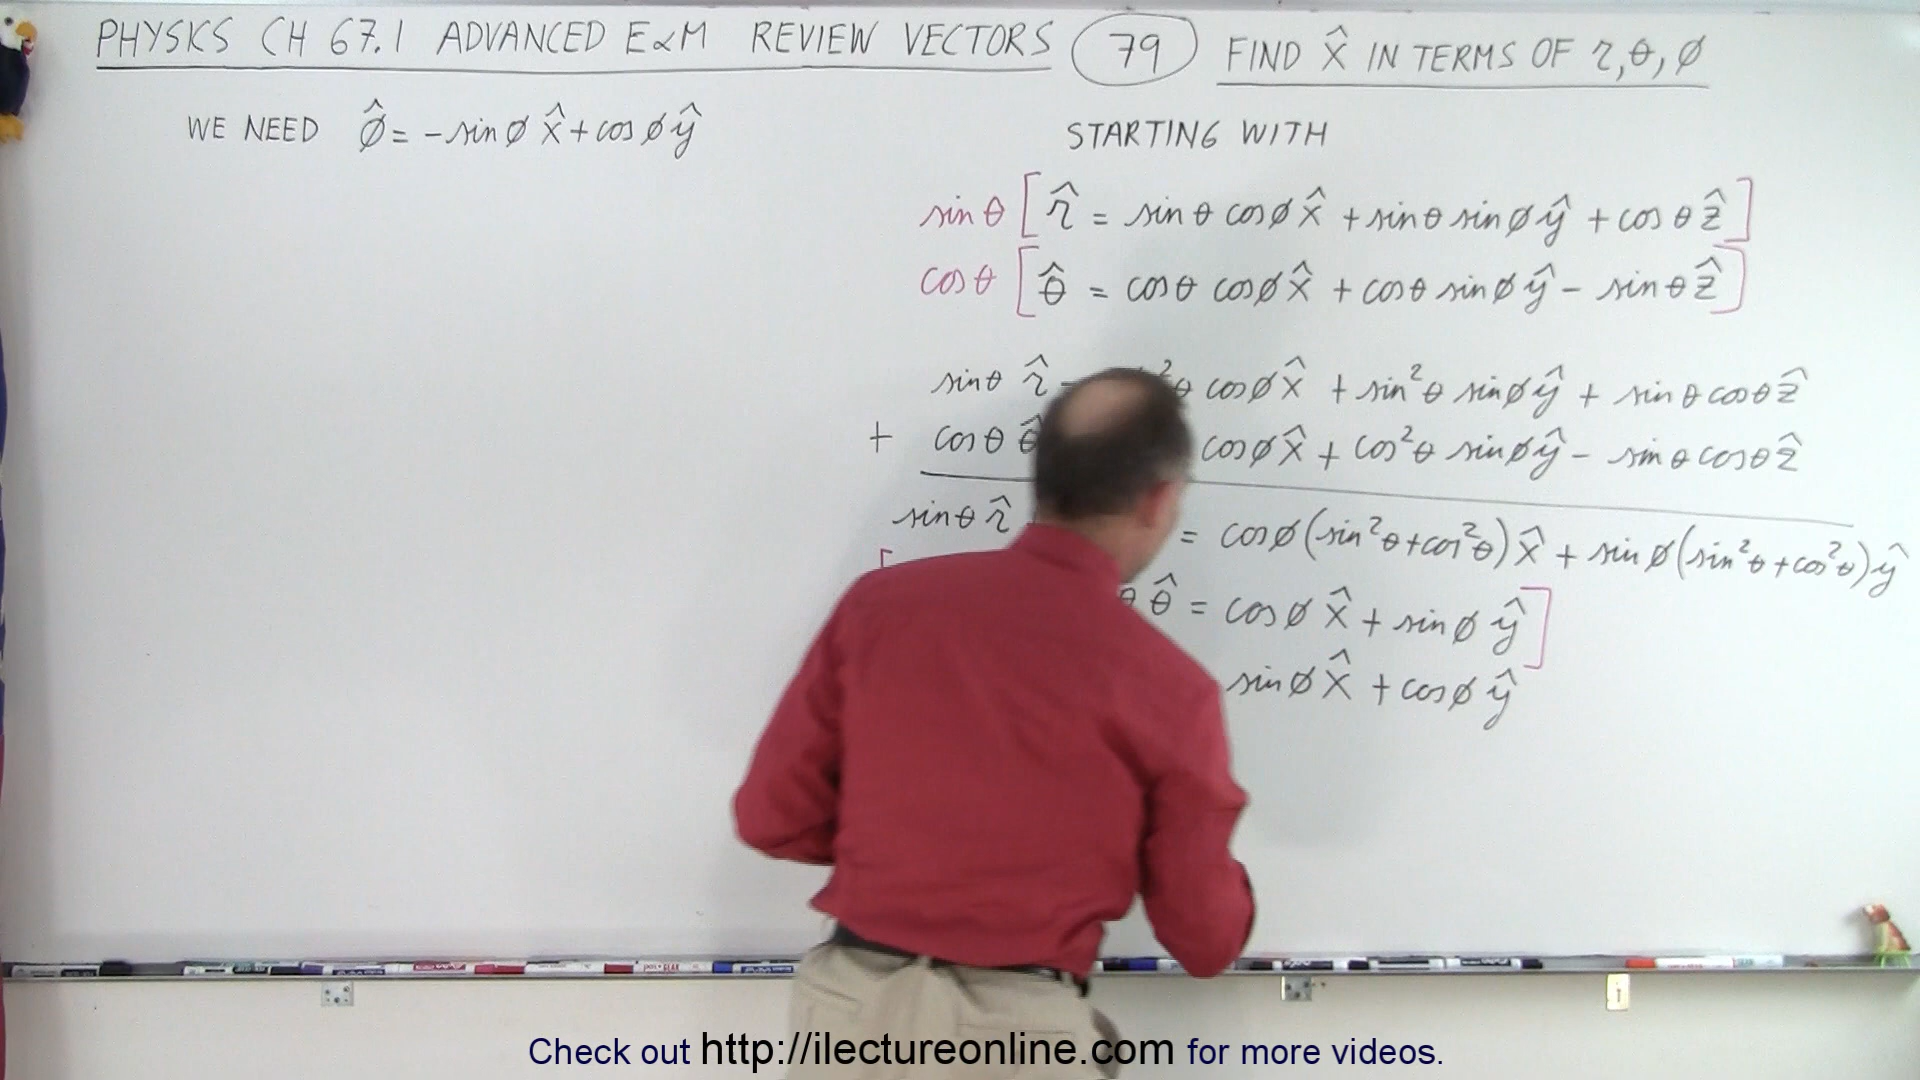 PHYSICS CH 67.1 ADVANCED E&M REVIEW VECTORS 79 FIND x̂ IN TERMS OF r, θ, ø
WE NEED ø̂ = -sin ø x̂ + cos ø ŷ
STARTING WITH
sin θ [ r̂ = sin θ cos ø x̂ + sin θ sin ø ŷ + cos θ ẑ ]
cos θ [ θ̂ = cos θ cos ø x̂ + cos θ sin ø ŷ - sin θ ẑ ]
sin θ r̂ ²θ cos ø x̂ + sin²θ sin ø ŷ + sin θ cos θ ẑ
+ cos θ θ̂ cos ø x̂ + cos²θ sin ø ŷ - sin θ cos θ ẑ
sin θ r̂ = cos ø (sin²θ + cos²θ) x̂ + sin ø (sin²θ + cos²θ) ŷ
[ θ θ̂ = cos ø x̂ + sin ø ŷ ]
sin ø x̂ + cos ø ŷ
Check out http://ilectureonline.com for more videos.